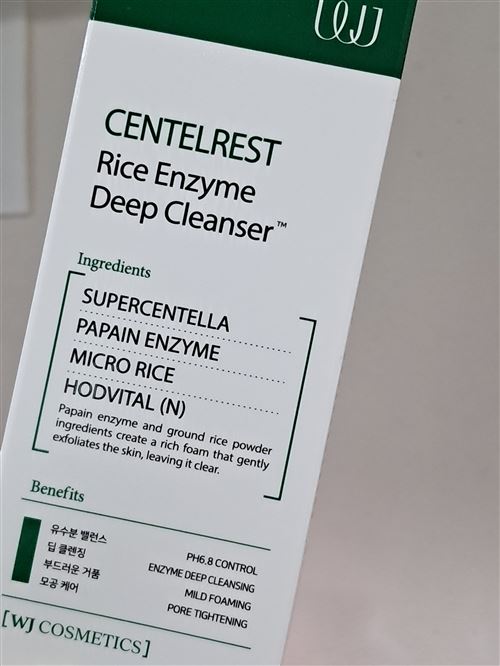 WJ
CENTELREST
Rice Enzyme
Deep Cleanser™
Ingredients
SUPERCENTELLA
PAPAIN ENZYME
MICRO RICE
HODVITAL (N)
Papain enzyme and ground rice powder
ingredients create a rich foam that gently
exfoliates the skin, leaving it clear.
Benefits
유수분 밸런스
딥 클렌징
부드러운 거품
모공 케어
PH6.8 CONTROL
ENZYME DEEP CLEANSING
MILD FOAMING
PORE TIGHTENING
[WJ COSMETICS]